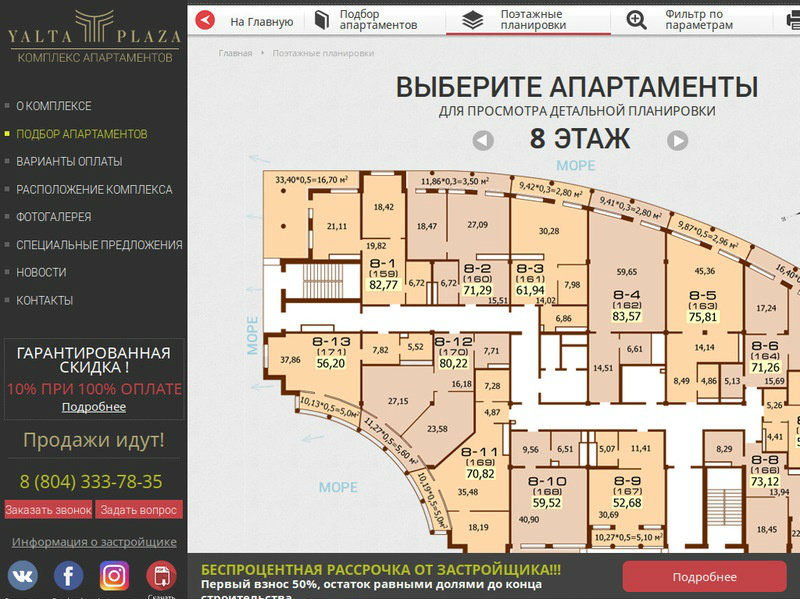 YALTA PLAZA
КОМПЛЕКС АПАРТАМЕНТОВ
О КОМПЛЕКСЕ
ПОДБОР АПАРТАМЕНТОВ
ВАРИАНТЫ ОПЛАТЫ
РАСПОЛОЖЕНИЕ КОМПЛЕКСА
ФОТОГАЛЕРЕЯ
СПЕЦИАЛЬНЫЕ ПРЕДЛОЖЕНИЯ
НОВОСТИ
КОНТАКТЫ
ГАРАНТИРОВАННАЯ
СКИДКА !
10% ПРИ 100% ОПЛАТЕ
Подробнее
Продажи идут!
8 (804) 333-78-35
Заказать звонок
Задать вопрос
Информация о застройщике
Скачать
На Главную
Подбор
апартаментов
Поэтажные
планировки
Фильтр по
параметрам
Главная
Поэтажные планировки
ВЫБЕРИТЕ АПАРТАМЕНТЫ
ДЛЯ ПРОСМОТРА ДЕТАЛЬНОЙ ПЛАНИРОВКИ
8 ЭТАЖ
МОРЕ
33,40*0,5=16,70 м²
11,86*0,3=3,50 м²
9,42*0,3=2,80 м²
9,41*0,3=2,80 м²
9,87*0,5=2,96 м²
18,42
21,11
18,47
27,09
30,28
19,82
59,65
45,36
8-1
(159)
82,77
6,72
6,72
8-2
(160)
71,29
15,51
8-3
(161)
61,94
14,02
7,98
6,86
8-4
(162)
83,57
8-5
(163)
75,81
17,24
МОРЕ
8-13
(171)
56,20
37,86
7,82
5,52
8-12
(170)
80,22
7,71
16,18
7,28
4,87
6,61
14,51
14,14
8,49
4,86
5,13
8-6
(164)
71,26
15,69
5,26
4,41
10,13*0,5=5,0м²
27,15
11,27*0,5=5,60 м²
23,58
8-11
(169)
70,82
35,48
10,19*0,5=5,0м²
18,19
9,56
6,51
5,07
11,41
8,29
8-10
(168)
59,52
40,90
8-9
(167)
52,68
30,69
10,27*0,5=5,10 м²
8-8
(166)
73,12
13,94
18,45
МОРЕ
БЕСПРОЦЕНТНАЯ РАССРОЧКА ОТ ЗАСТРОЙЩИКА!!!
Первый взнос 50%, остаток равными долями до конца
строительства
Подробнее